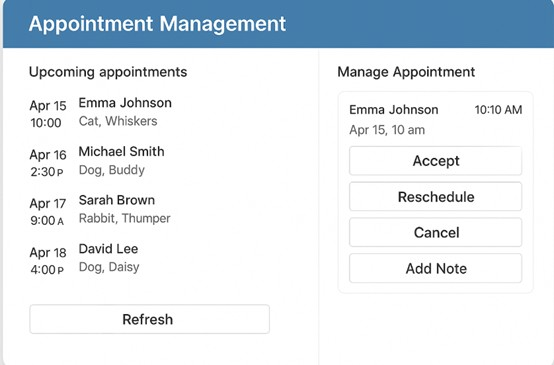 Appointment Management
Upcoming appointments
Apr 15 Emma Johnson
10:00 Cat, Whiskers
Apr 16 Michael Smith
2:30 P Dog, Buddy
Apr 17 Sarah Brown
9:00 A Rabbit, Thumper
Apr 18 David Lee
4:00 P Dog, Daisy
Refresh
Manage Appointment
Emma Johnson 10:10 AM
Apr 15, 10 am
Accept
Reschedule
Cancel
Add Note